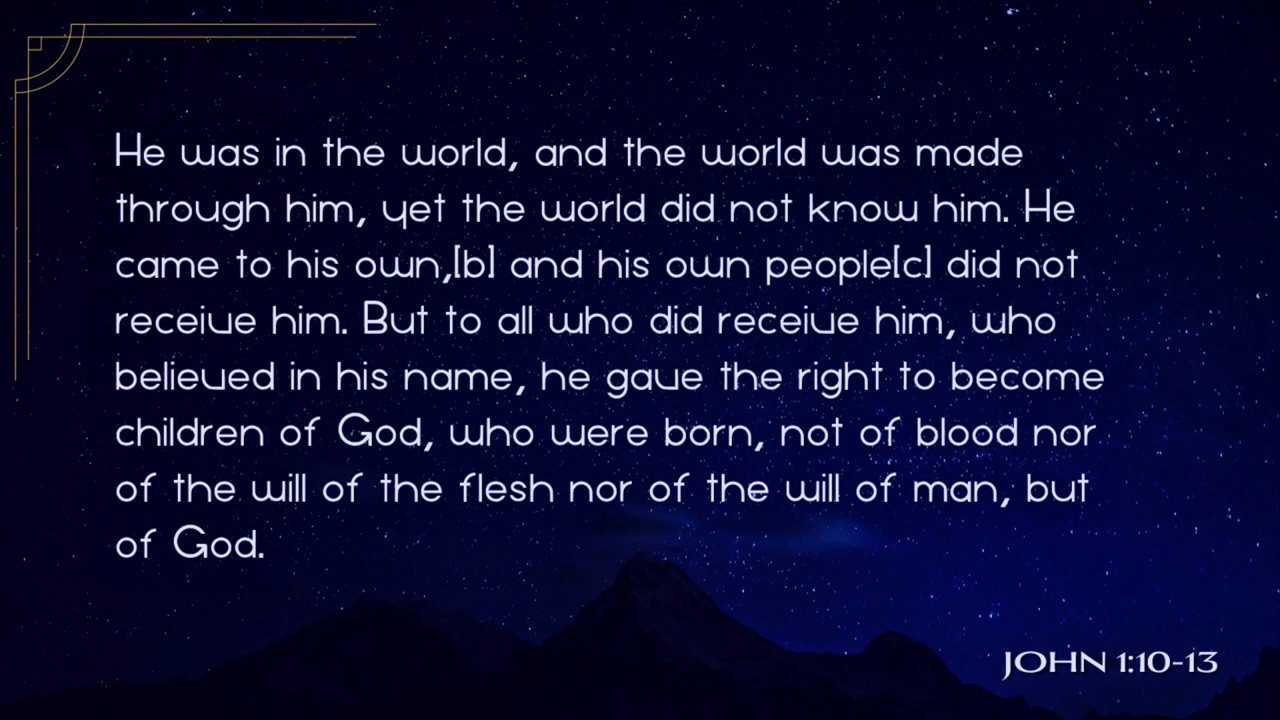 He was in the world, and the world was made
through him, yet the world did not know him. He
came to his own,[b] and his own people[c] did not
receive him. But to all who did receive him, who
believed in his name, he gave the right to become
children of God, who were born, not of blood nor
of the will of the flesh nor of the will of man, but
of God.
JOHN 1:10-13